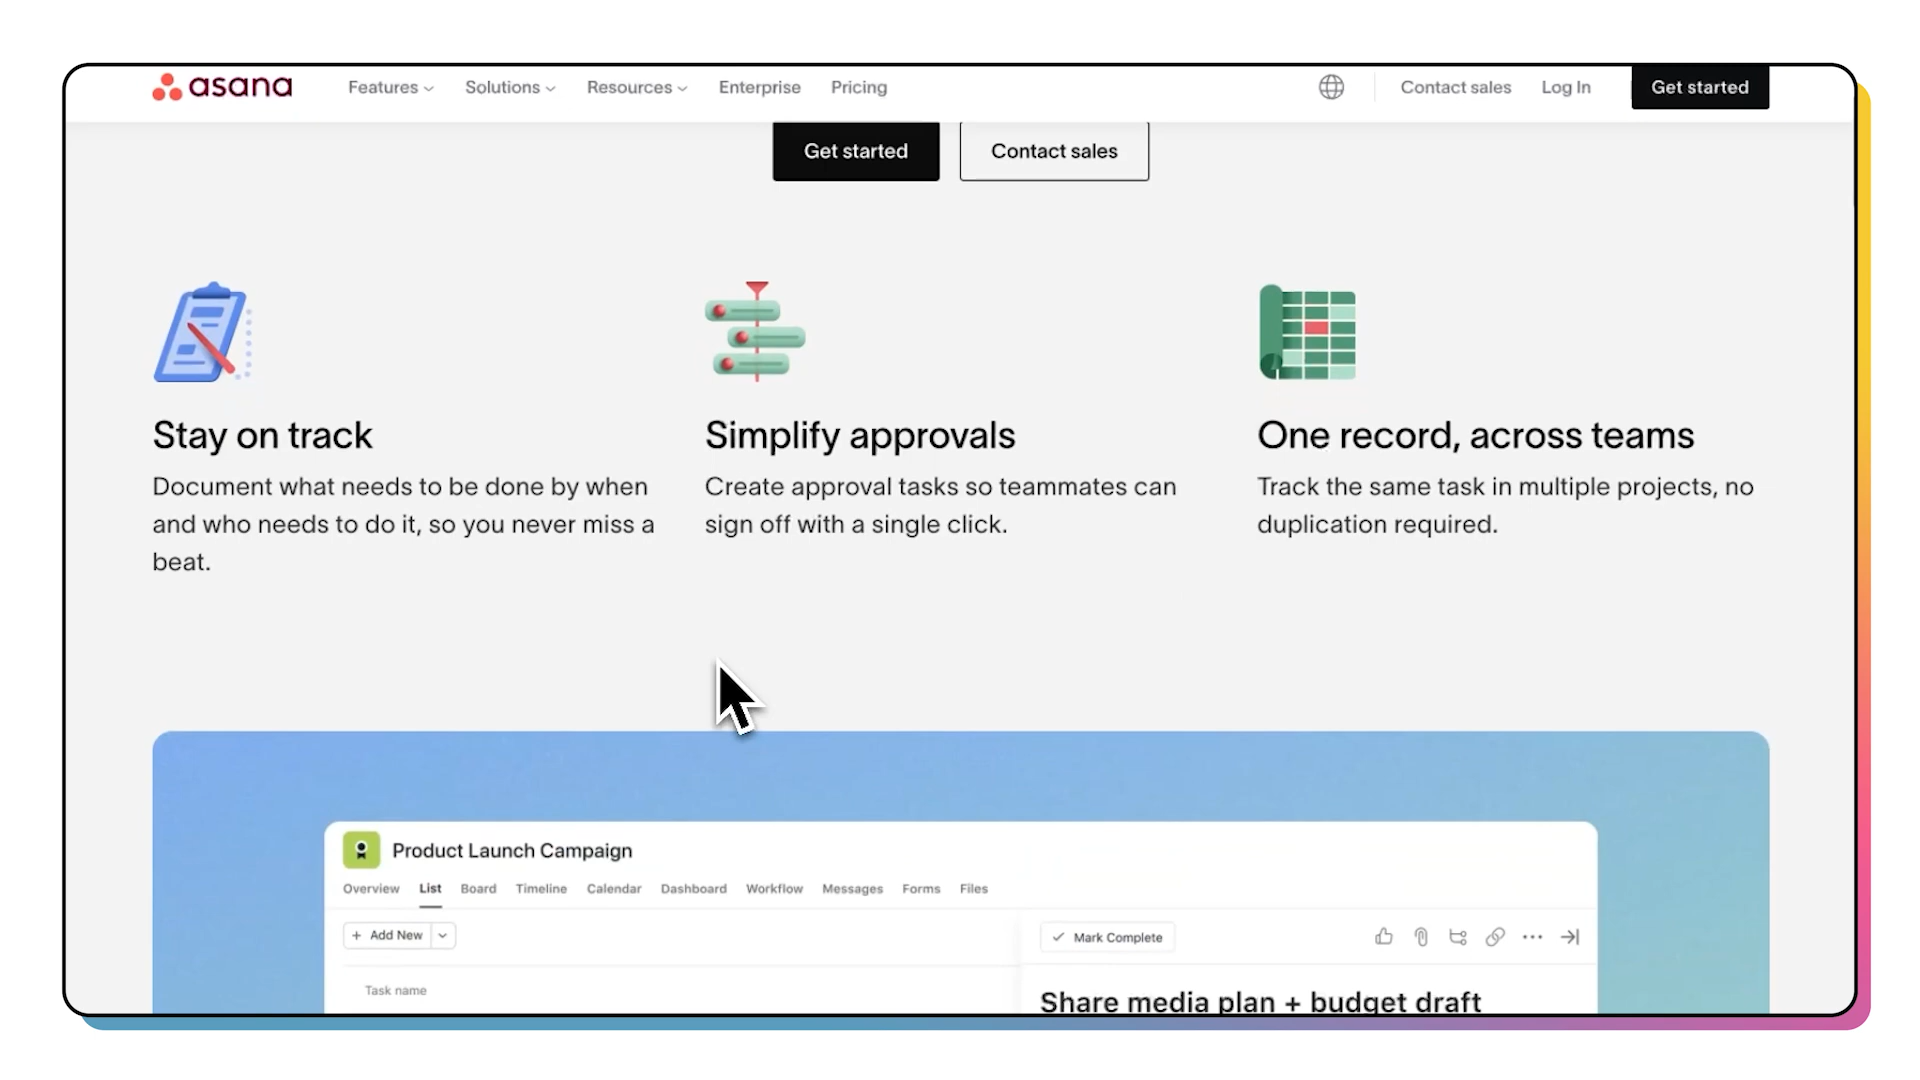 asana Features Solutions Resources Enterprise Pricing Contact sales Log In Get started
Get started Contact sales
Stay on track
Document what needs to be done by when
and who needs to do it, so you never miss a
beat.
Simplify approvals
Create approval tasks so teammates can
sign off with a single click.
One record, across teams
Track the same task in multiple projects, no
duplication required.
Product Launch Campaign
Overview List Board Timeline Calendar Dashboard Workflow Messages Forms Files
+ Add New
Mark Complete
Task name
Share media plan + budget draft